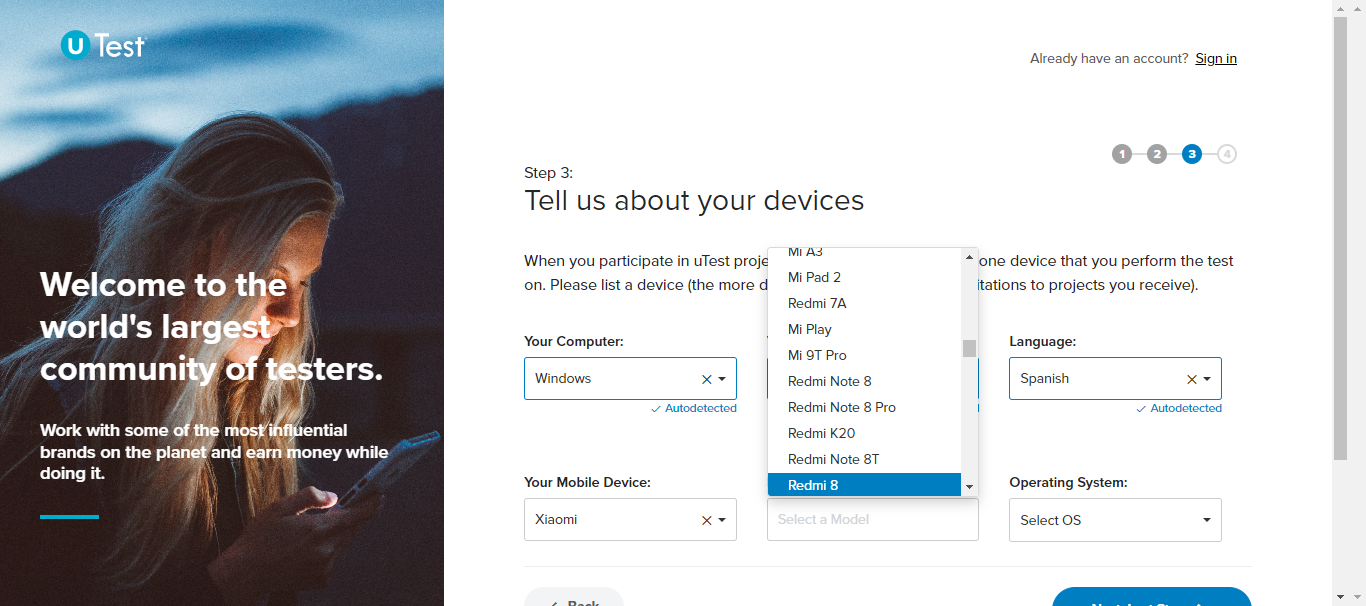 U Test
Already have an account? Sign in
1 2 3 4
Step 3:
Tell us about your devices
Welcome to the
world's largest
community of testers.
Work with some of the most influential
brands on the planet and earn money while
doing it.
When you participate in uTest proje
one device that you perform the test
on. Please list a device (the more d
itations to projects you receive).
Mi A3
Mi Pad 2
Redmi 7A
Mi Play
Mi 9T Pro
Redmi Note 8
Redmi Note 8 Pro
Redmi K20
Redmi Note 8T
Redmi 8
Your Computer:
Windows
Autodetected
Language:
Spanish
Autodetected
Your Mobile Device:
Xiaomi
Select a Model
Operating System:
Select OS
Back